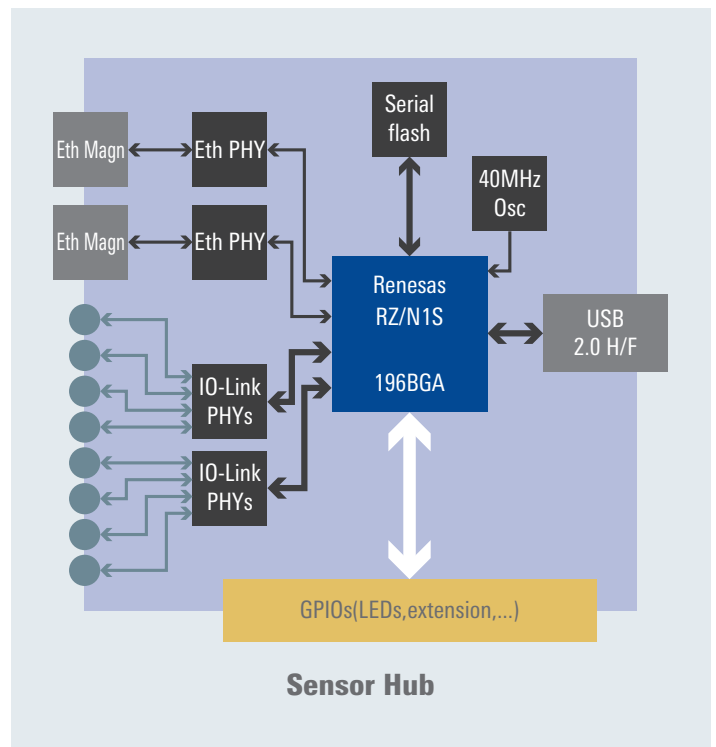 Serial
flash
Eth Magn
Eth PHY
40MHz
Osc
Eth Magn
Eth PHY
Renesas
RZ/N1S
196BGA
USB
2.0 H/F
IO-Link
PHYs
IO-Link
PHYs
GPIOs(LEDs,extension,...)
Sensor Hub